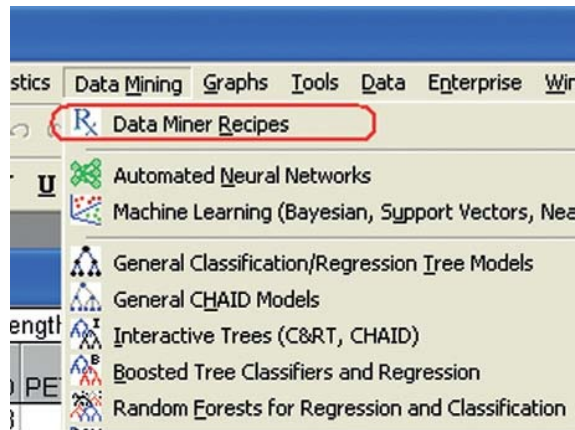 stics Data Mining Graphs Tools Data Enterprise Wir
Rx Data Miner Recipes
U Automated Neural Networks
Machine Learning (Bayesian, Support Vectors, Nea
General Classification/Regression Tree Models
General CHAID Models
ength Interactive Trees (C&RT, CHAID)
PE Boosted Tree Classifiers and Regression
Random Forests for Regression and Classification